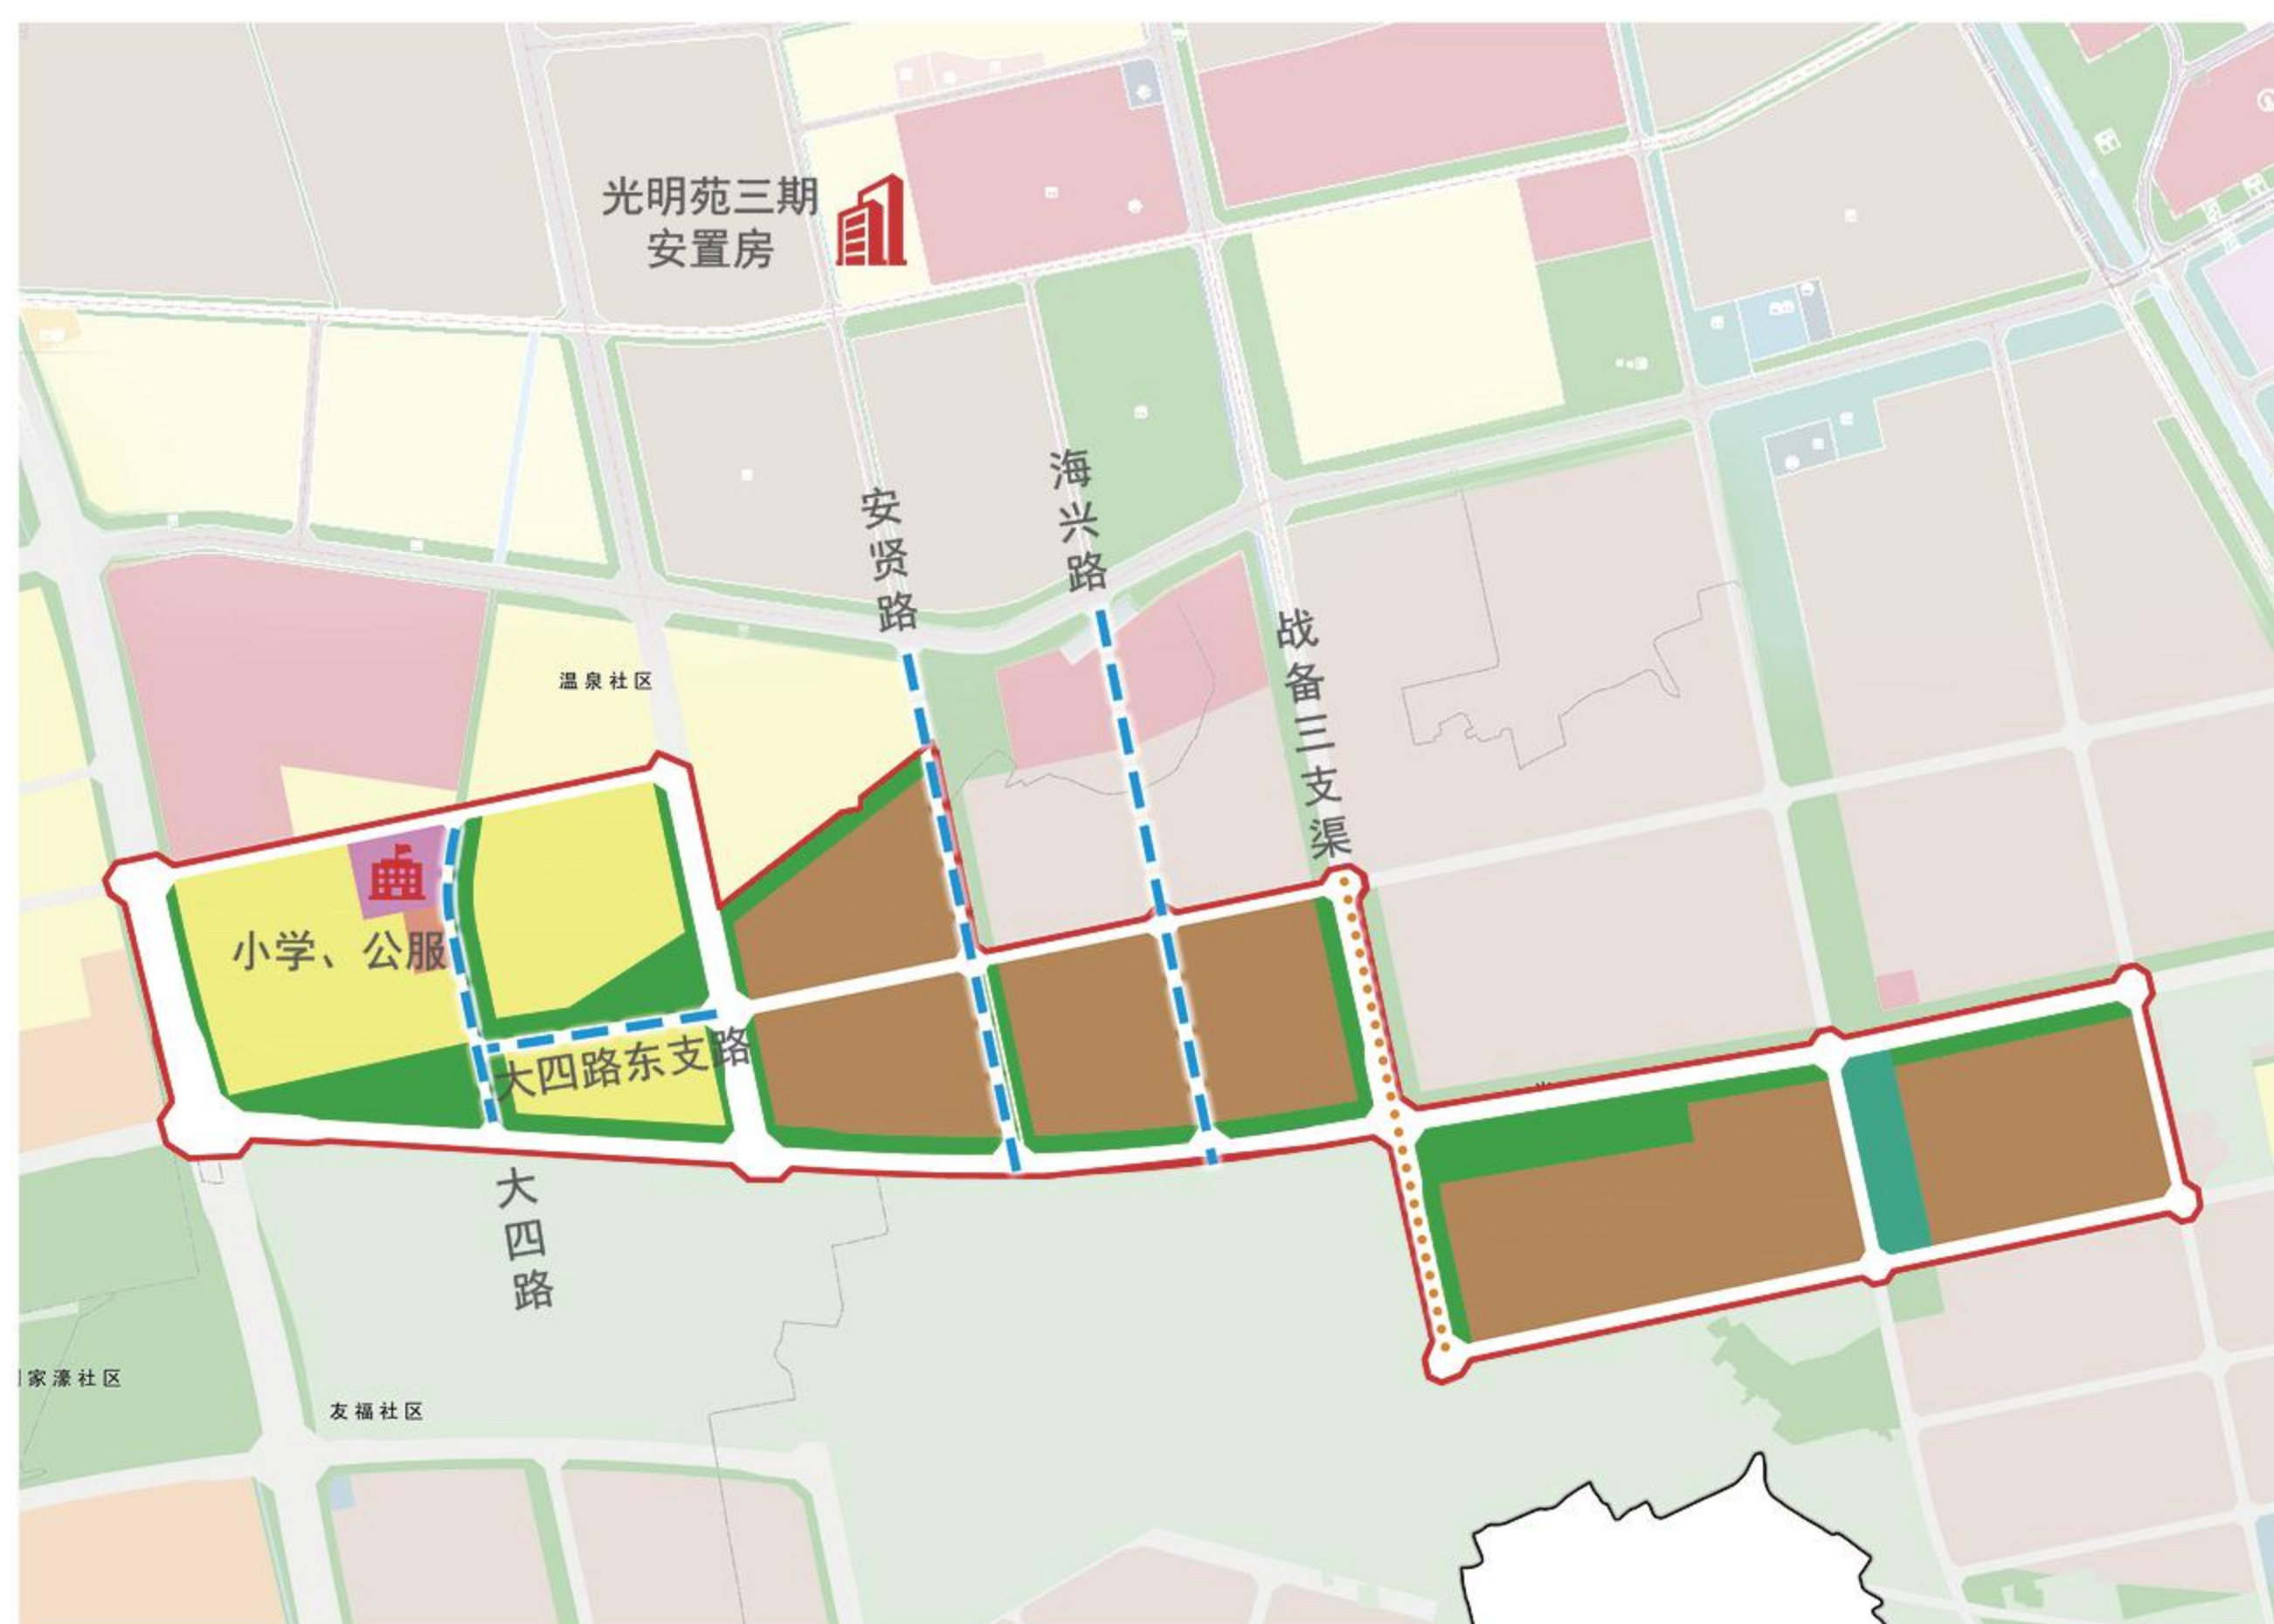 光明苑三期
安置房
海兴路
安贤路
战备三支渠
温泉社区
小学、公服
大四路东支路
大四路
家濠社区
友福社区